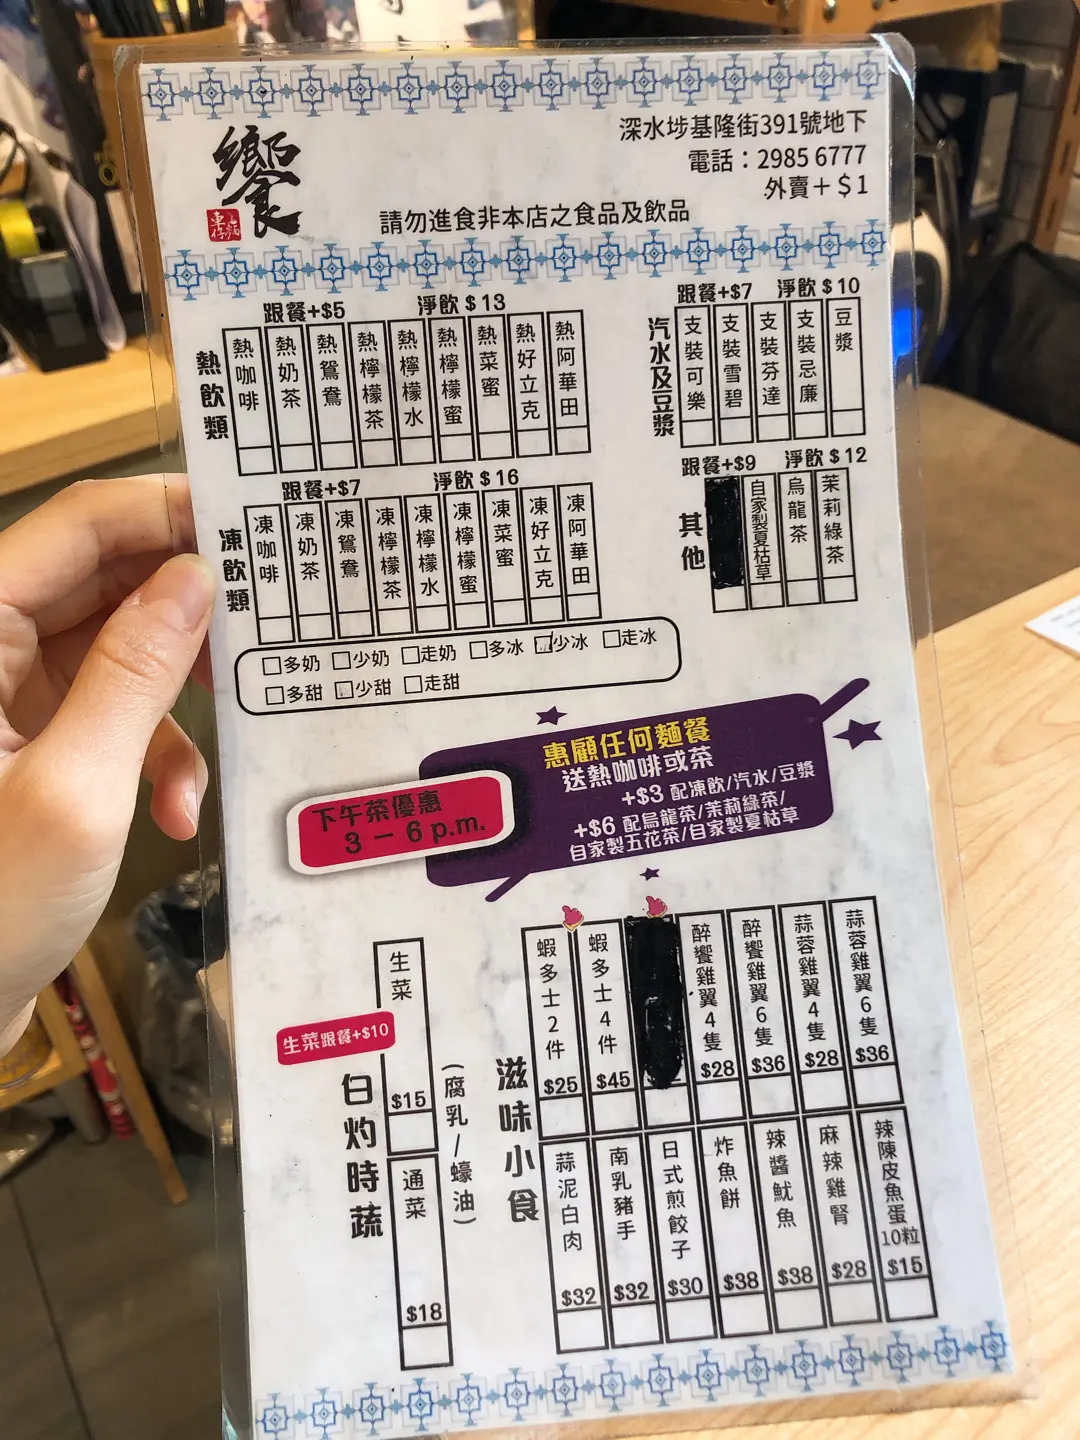 饗
車仔麵
深水埗基隆街391號地下
電話：2985 6777
外賣＋＄1
請勿進食非本店之食品及飲品
熱飲類
跟餐+$5 淨飲 $ 13
熱咖啡
熱奶茶
熱鴛鴦
熱檸檬茶
熱檸檬水
熱檸檬蜜
熱菜蜜
熱好立克
熱阿華田
汽水及豆漿
跟餐+$7 淨飲 $ 10
支裝可樂
支裝雪碧
支裝芬達
支裝忌廉
豆漿
凍飲類
跟餐+$7 淨飲 $ 16
凍咖啡
凍奶茶
凍鴛鴦
凍檸檬茶
凍檸檬水
凍檸檬蜜
凍菜蜜
凍好立克
凍阿華田
其他
跟餐+$9 淨飲 $ 12
自家製夏枯草
烏龍茶
茉莉綠茶
□多奶 □少奶 □走奶 □多冰 □少冰 □走冰
□多甜 □少甜 □走甜
下午茶優惠
3 － 6 p.m.
惠顧任何麵餐
送熱咖啡或茶
+$3 配凍飲/汽水/豆漿
+$6 配烏龍茶/茉莉綠茶/
自家製五花茶/自家製夏枯草
白灼時蔬
生菜跟餐+$10
生菜 $15
通菜 $18
(腐乳/蠔油)
滋味小食
蝦多士2件 $25
蝦多士4件 $45
醉饗雞翼4隻 $28
醉饗雞翼6隻 $36
蒜蓉雞翼4隻 $28
蒜蓉雞翼6隻 $36
蒜泥白肉 $32
南乳豬手 $32
日式煎餃子 $30
炸魚餅 $38
辣醬魷魚 $38
麻辣雞腎 $28
辣陳皮魚蛋10粒 $15